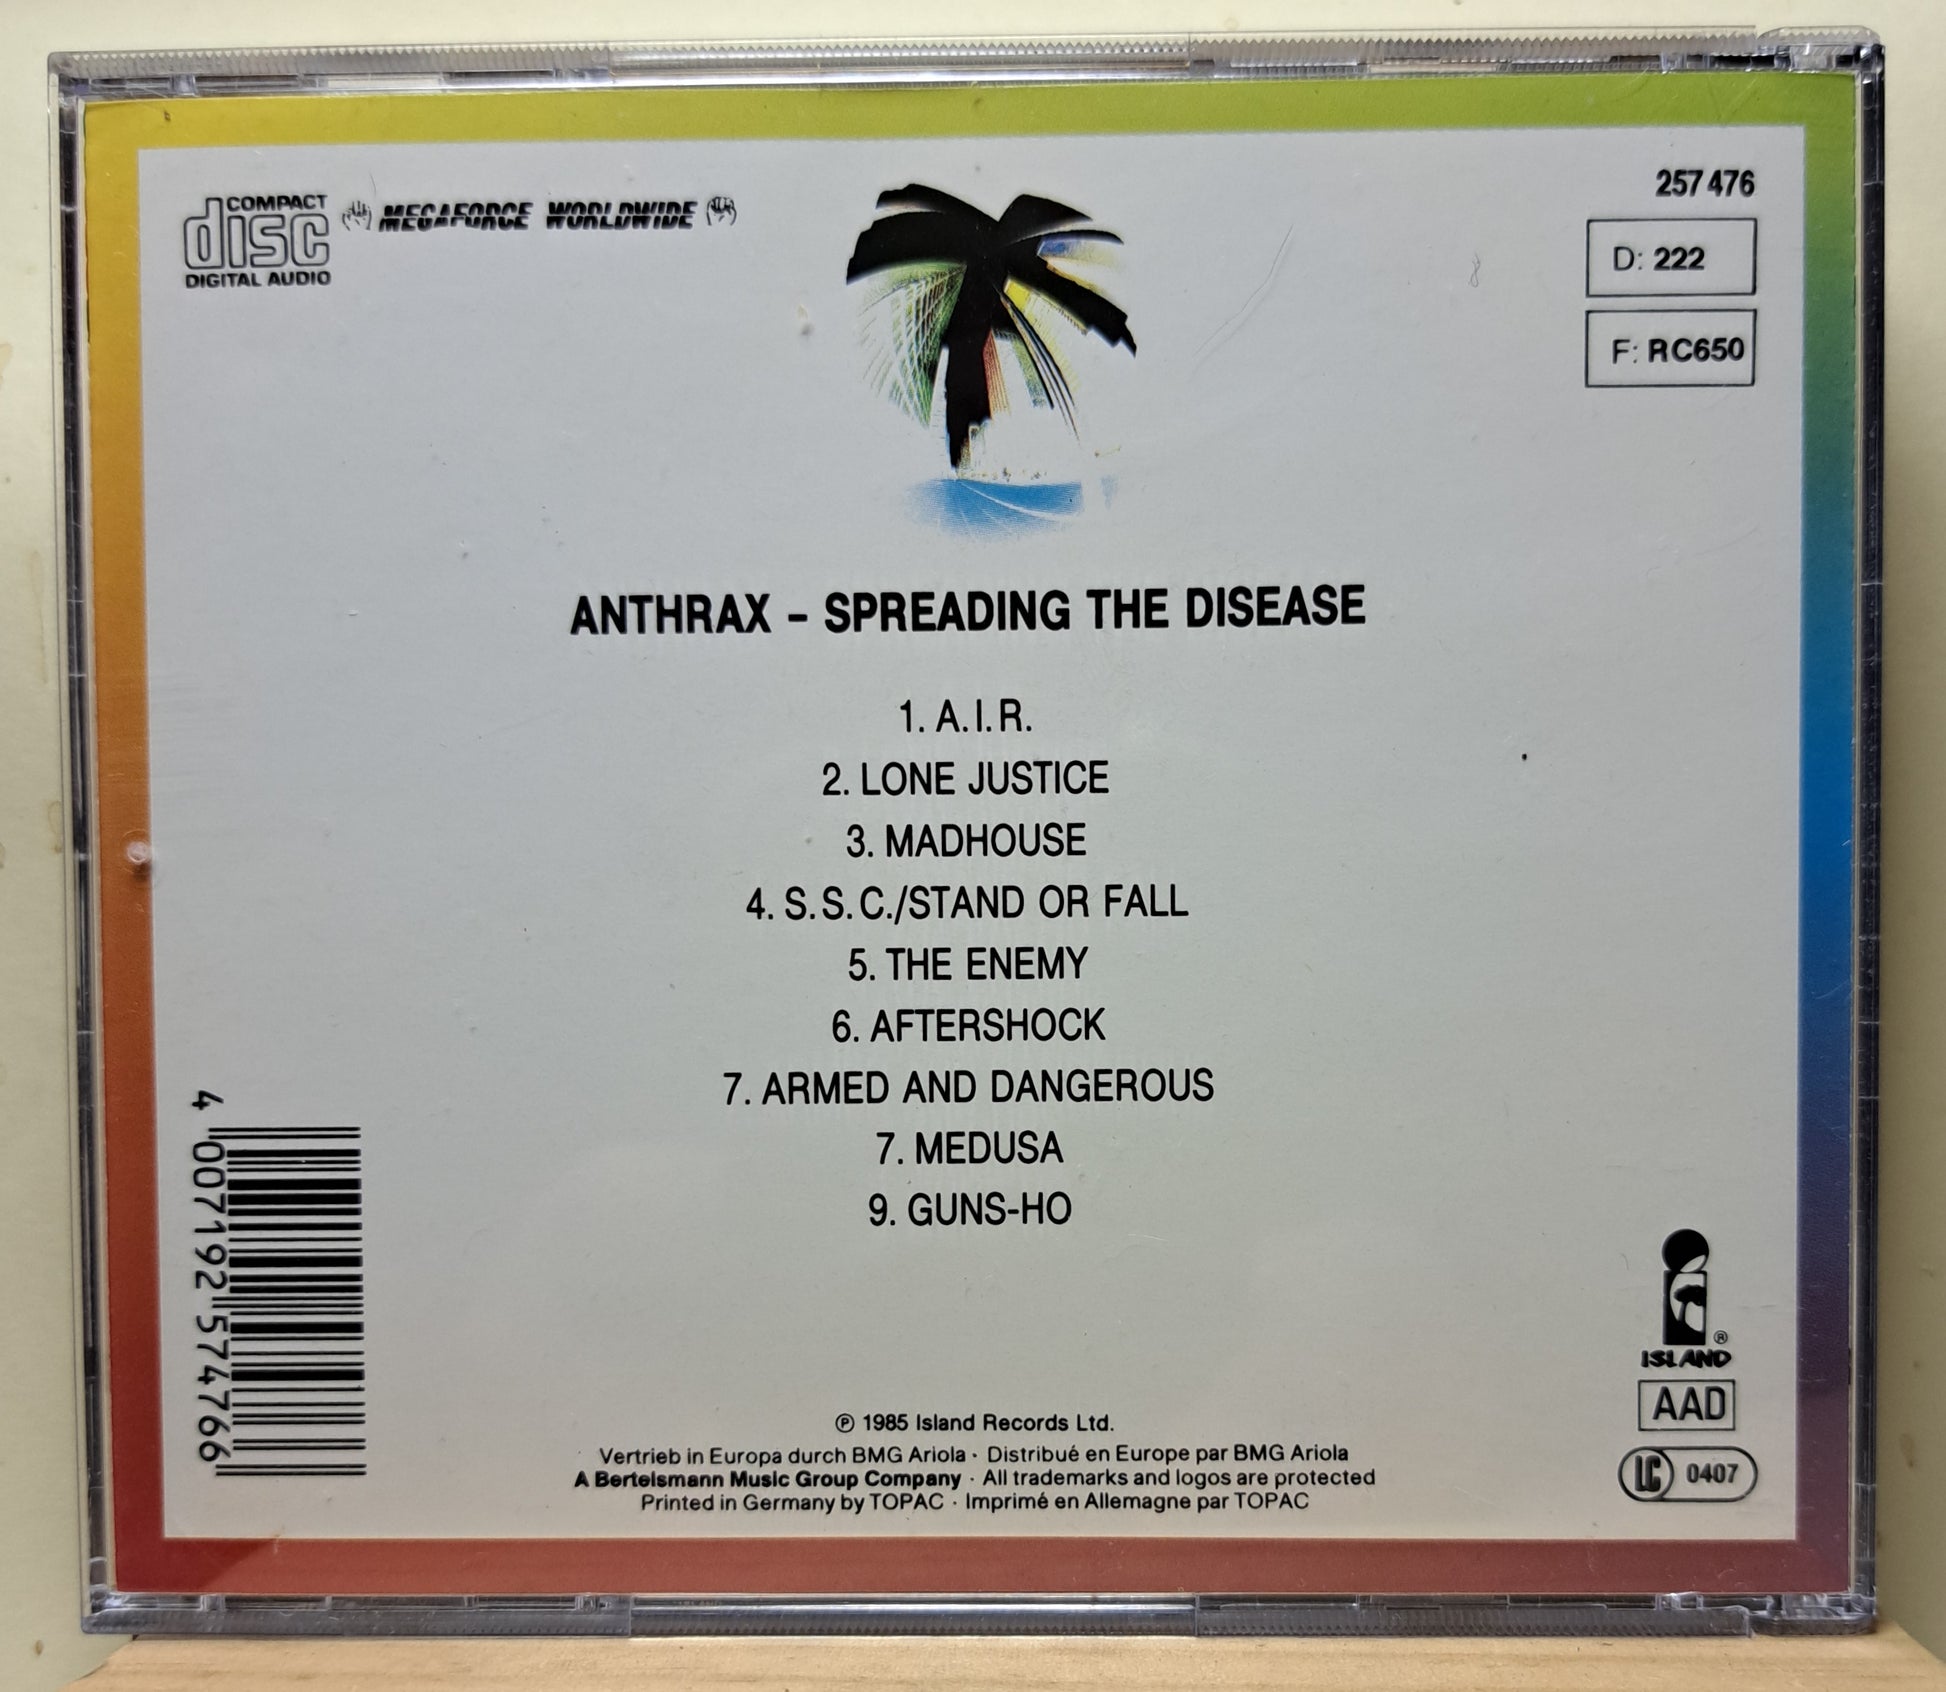 COMPACT
disc
DIGITAL AUDIO
MEGAFORCE WORLDWIDE
257 476
D: 222
F: RC650
ANTHRAX – SPREADING THE DISEASE
1. A.I.R.
2. LONE JUSTICE
3. MADHOUSE
4. S.S.C./STAND OR FALL
5. THE ENEMY
6. AFTERSHOCK
7. ARMED AND DANGEROUS
7. MEDUSA
9. GUNS-HO
4 007192 574766
®
ISLAND
AAD
LC 0407
℗ 1985 Island Records Ltd.
Vertrieb in Europa durch BMG Ariola · Distribué en Europe par BMG Ariola
A Bertelsmann Music Group Company · All trademarks and logos are protected
Printed in Germany by TOPAC · Imprimé en Allemagne par TOPAC